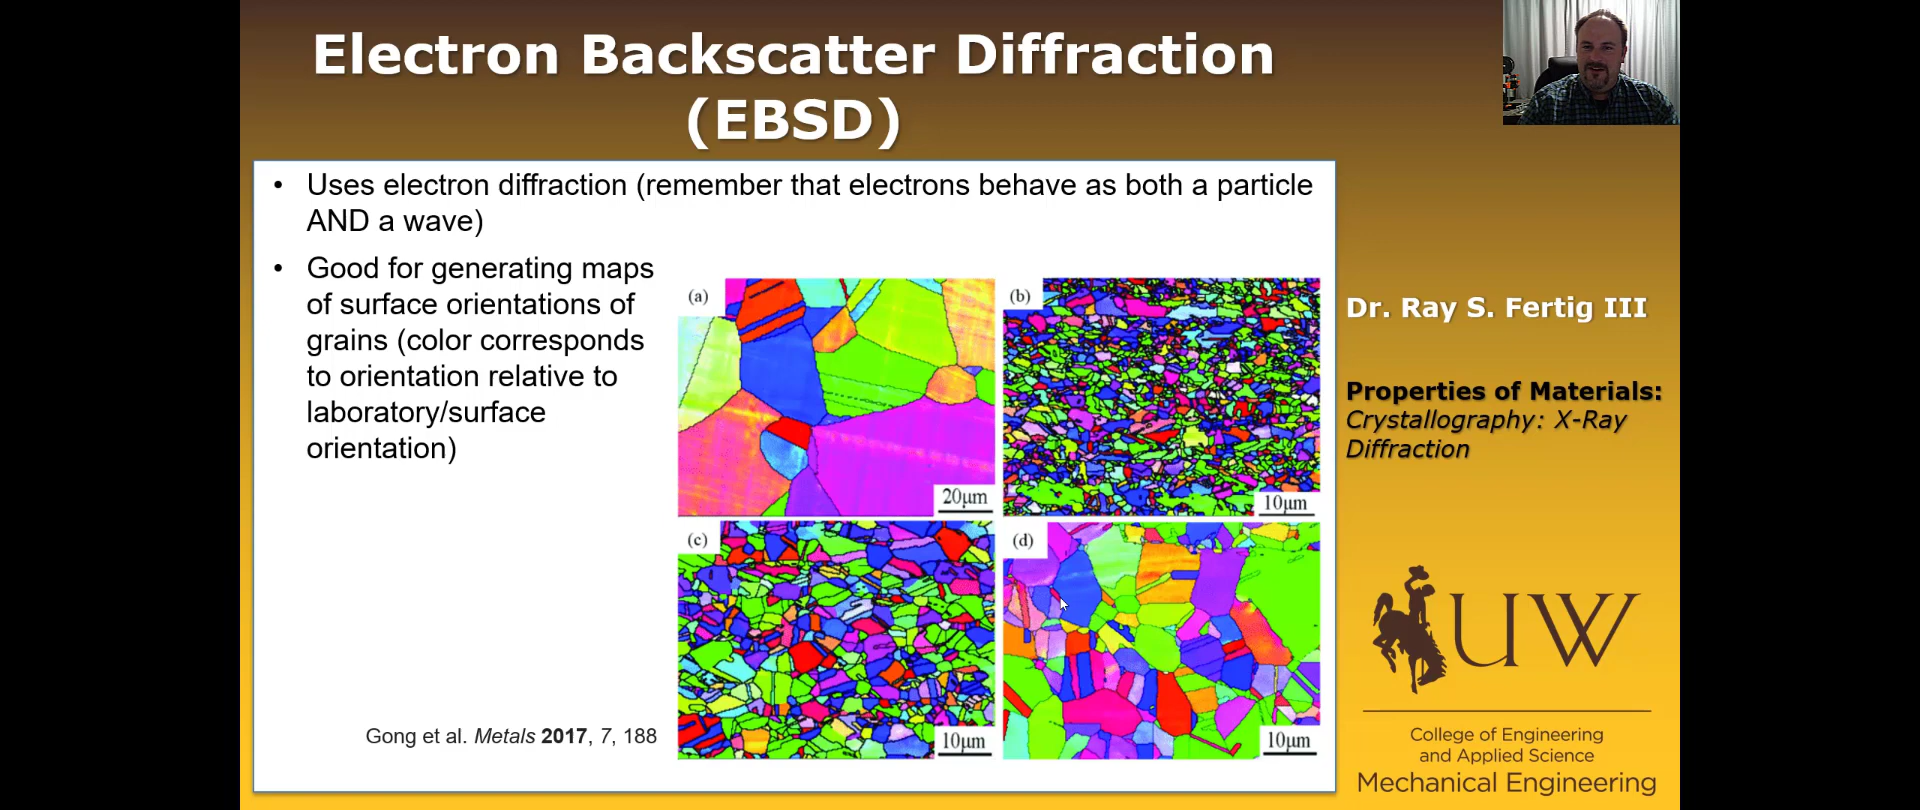 Electron Backscatter Diffraction
(EBSD)
• Uses electron diffraction (remember that electrons behave as both a particle
AND a wave)
• Good for generating maps
of surface orientations of
grains (color corresponds
to orientation relative to
laboratory/surface
orientation)
(a)
20μm
(b)
10μm
(c)
10μm
(d)
10μm
Gong et al. Metals 2017, 7, 188
Dr. Ray S. Fertig III
Properties of Materials:
Crystallography: X-Ray
Diffraction
UW
College of Engineering
and Applied Science
Mechanical Engineering